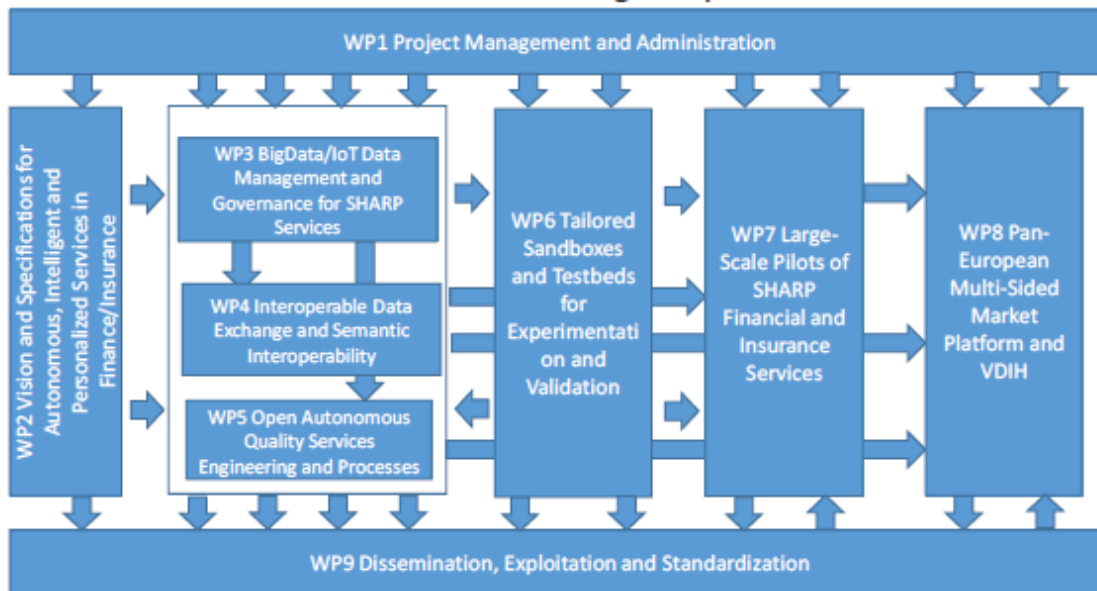 WP1 Project Management and Administration
WP2 Vision and Specifications for
Autonomous, Intelligent and
Personalized Services in
Finance/Insurance
WP3 BigData/IoT Data
Management and
Governance for SHARP
Services
WP4 Interoperable Data
Exchange and Semantic
Interoperability
WP5 Open Autonomous
Quality Services
Engineering and Processes
WP6 Tailored
Sandboxes
and Testbeds
for
Experimentati
on and
Validation
WP7 Large-
Scale Pilots of
SHARP
Financial and
Insurance
Services
WP8 Pan-
European
Multi-Sided
Market
Platform and
VDIH
WP9 Dissemination, Exploitation and Standardization